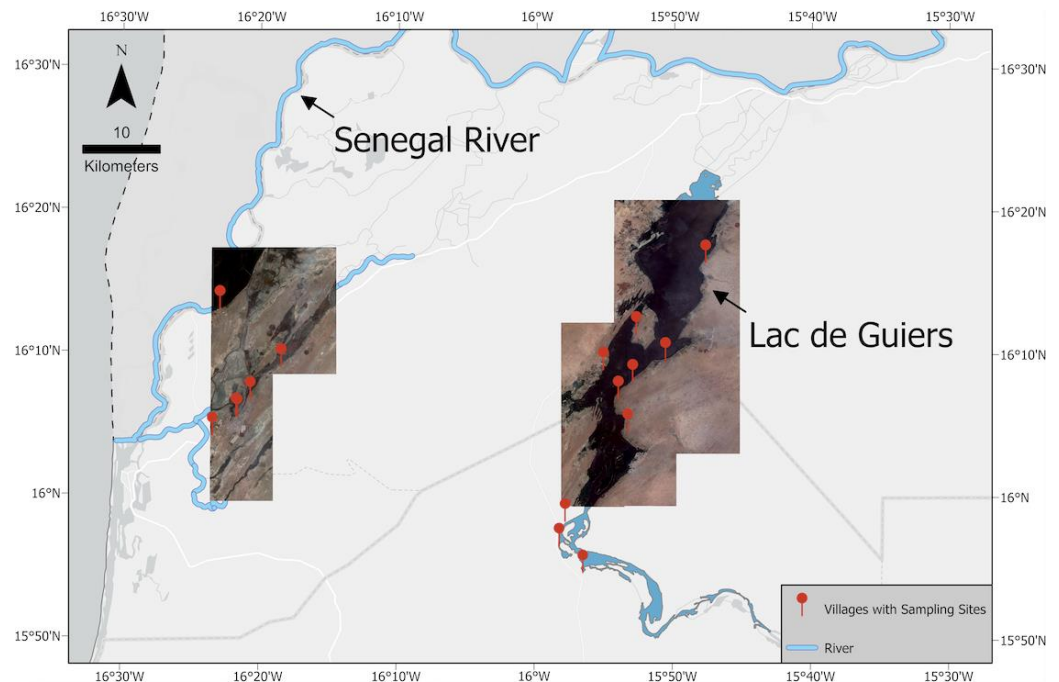 16°30'W 16°20'W 16°10'W 16°0'W 15°50'W 15°40'W 15°30'W
16°30'N 16°30'N
N
10
Kilometers
Senegal River
16°20'N 16°20'N
Lac de Guiers
16°10'N 16°10'N
16°N 16°N
Villages with Sampling Sites
River
15°50'N 15°50'N
16°30'W 16°20'W 16°10'W 16°0 15°50'W 15°40'W 15°30'W